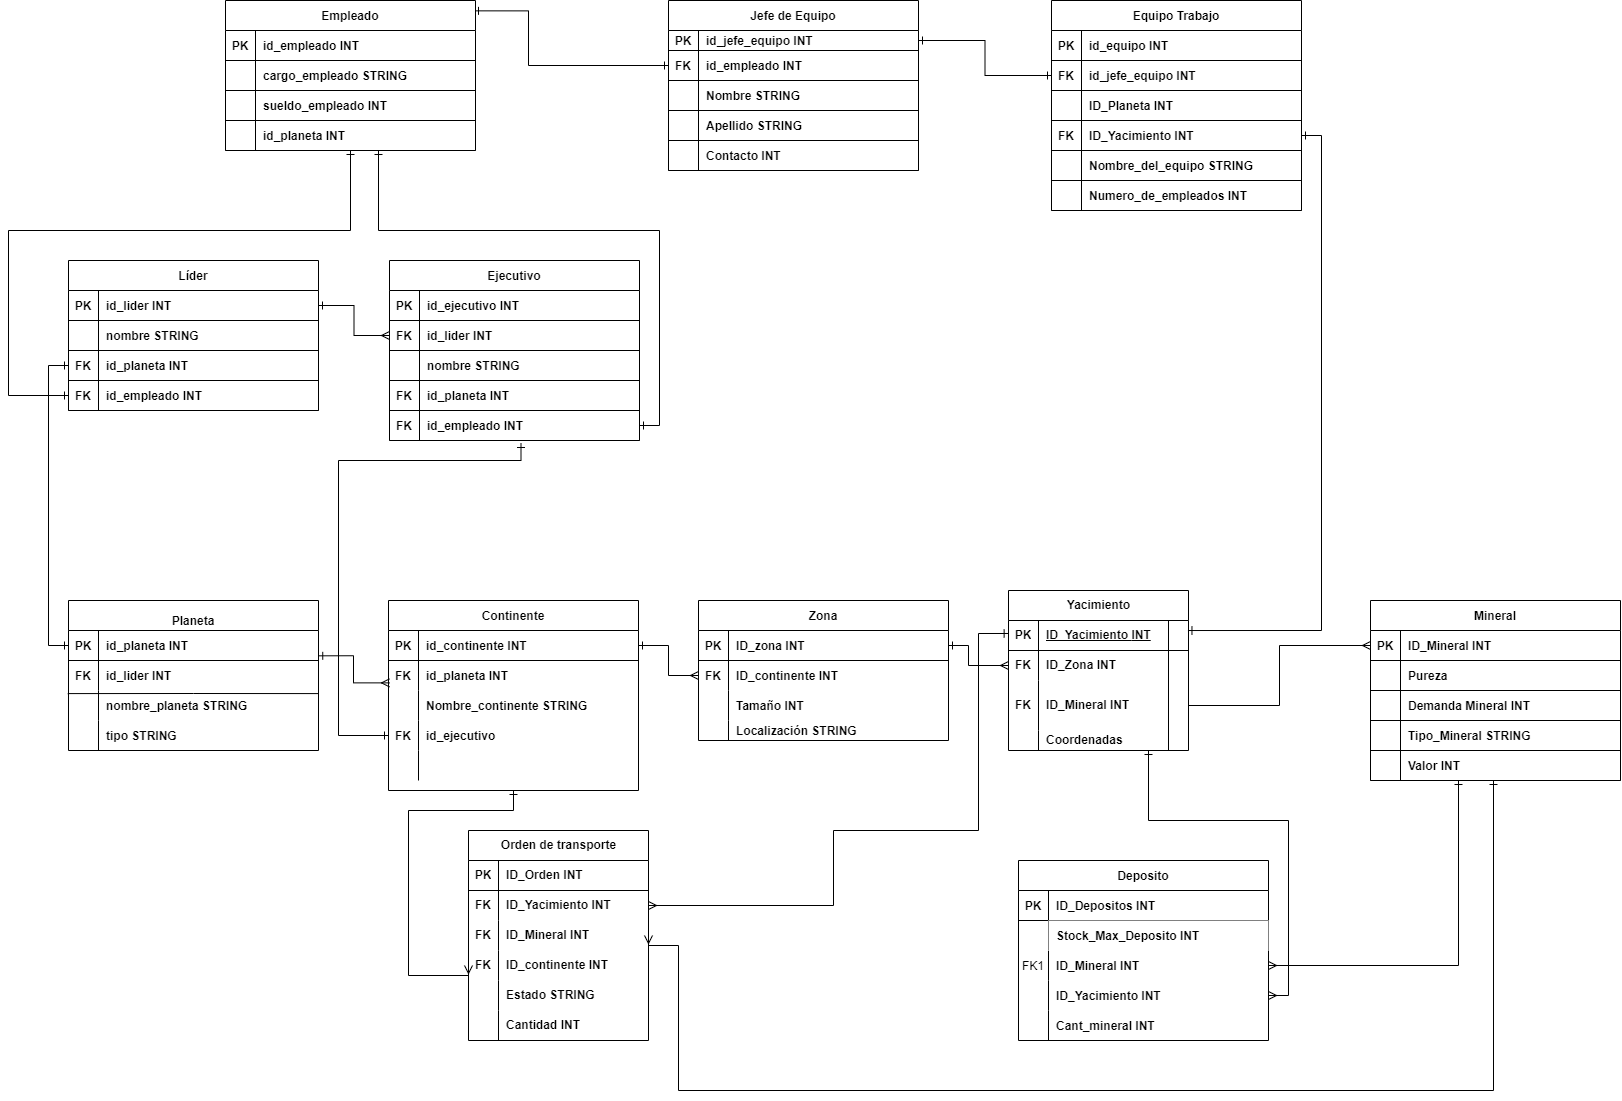 Empleado
PK id_empleado INT
cargo_empleado STRING
sueldo_empleado INT
id_planeta INT
Jefe de Equipo
PK id_jefe_equipo INT
FK id_empleado INT
Nombre STRING
Apellido STRING
Contacto INT
Equipo Trabajo
PK id_equipo INT
FK id_jefe_equipo INT
ID_Planeta INT
FK ID_Yacimiento INT
Nombre_del_equipo STRING
Numero_de_empleados INT
Líder
PK id_lider INT
nombre STRING
FK id_planeta INT
FK id_empleado INT
Ejecutivo
PK id_ejecutivo INT
FK id_lider INT
nombre STRING
FK id_planeta INT
FK id_empleado INT
Planeta
PK id_planeta INT
FK id_lider INT
nombre_planeta STRING
tipo STRING
Continente
PK id_continente INT
FK id_planeta INT
Nombre_continente STRING
FK id_ejecutivo
Zona
PK ID_zona INT
FK ID_continente INT
Tamaño INT
Localización STRING
Yacimiento
PK ID_Yacimiento INT
FK ID_Zona INT
FK ID_Mineral INT
Coordenadas
Mineral
PK ID_Mineral INT
Pureza
Demanda Mineral INT
Tipo_Mineral STRING
Valor INT
Orden de transporte
PK ID_Orden INT
FK ID_Yacimiento INT
FK ID_Mineral INT
FK ID_continente INT
Estado STRING
Cantidad INT
Deposito
PK ID_Depositos INT
Stock_Max_Deposito INT
FK1 ID_Mineral INT
ID_Yacimiento INT
Cant_mineral INT